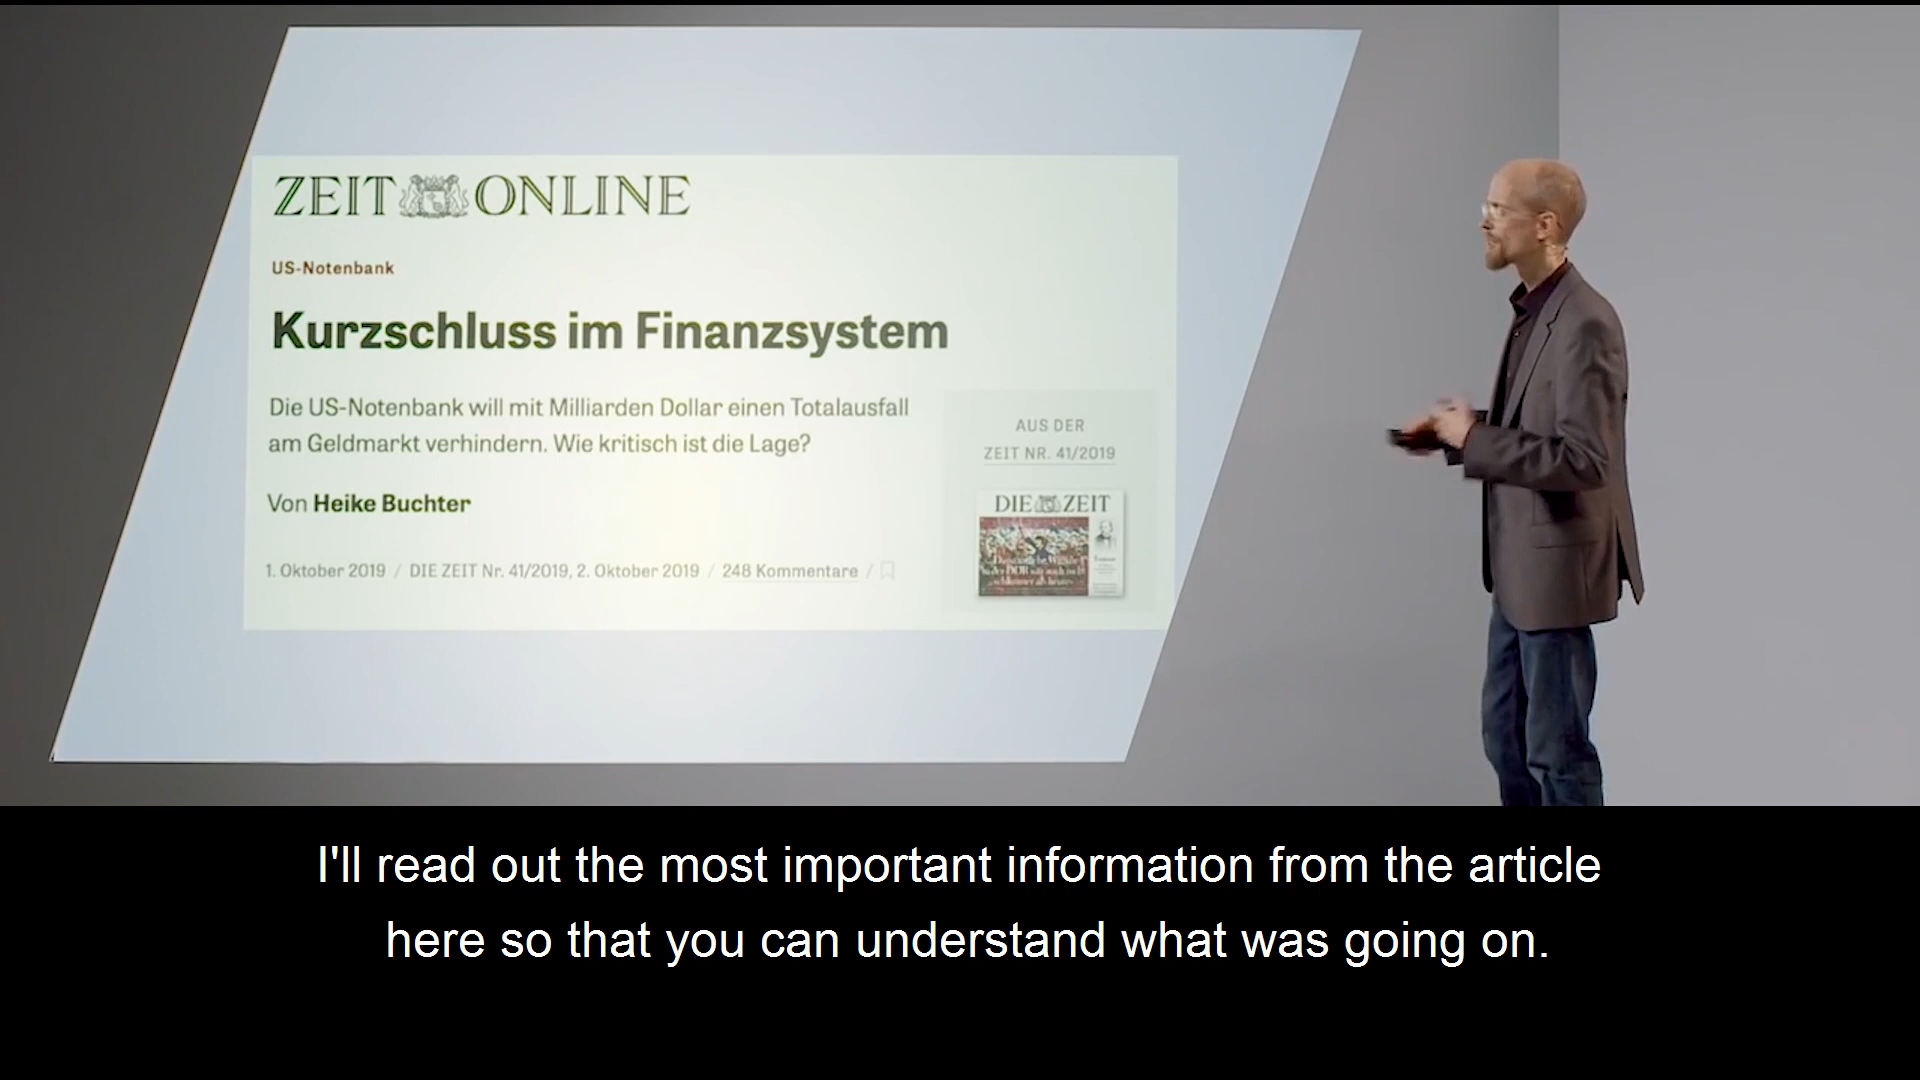 ZEIT ONLINE
US-Notenbank
Kurzschluss im Finanzsystem
Die US-Notenbank will mit Milliarden Dollar einen Totalausfall
am Geldmarkt verhindern. Wie kritisch ist die Lage?
Von Heike Buchter
1. Oktober 2019 / DIE ZEIT Nr. 41/2019, 2. Oktober 2019 / 248 Kommentare /
AUS DER
ZEIT NR. 41/2019
DIE ZEIT
I'll read out the most important information from the article
here so that you can understand what was going on.